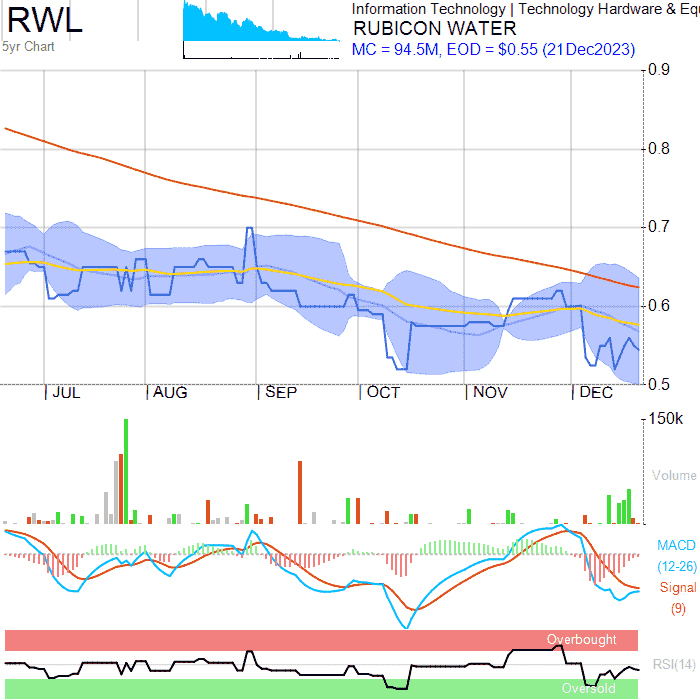 RWL
5yr Chart
Information Technology | Technology Hardware & Equ
RUBICON WATER
MC = 94.5M, EOD = $0.55 (21Dec2023)
0.9
0.8
0.7
0.6
0.5
JUL AUG SEP OCT NOV DEC
150k
Volume
MACD
(12-26)
Signal
(9)
Overbought
RSI(14)
Oversold